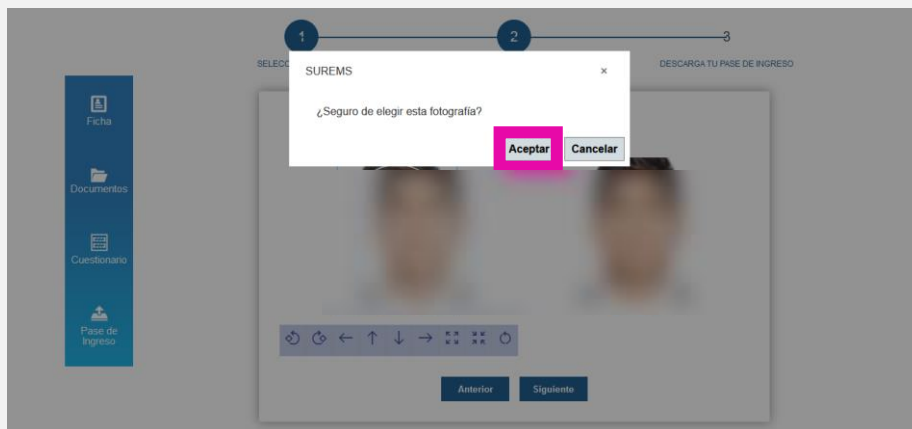 1
2
3
SELECC
DESCARGA TU PASE DE INGRESO
SUREMS
×
¿Seguro de elegir esta fotografía?
Aceptar
Cancelar
Ficha
Documentos
Cuestionario
Pase de
Ingreso
Anterior
Siguiente